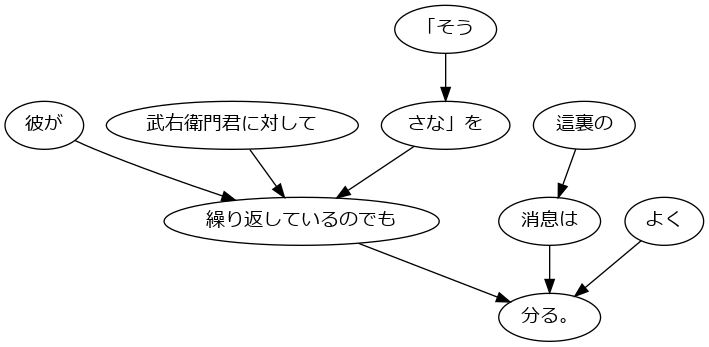 「そう
彼が
武右衛門君に対して
さな」を
這裏の
繰り返しているのでも
消息は
よく
分る。